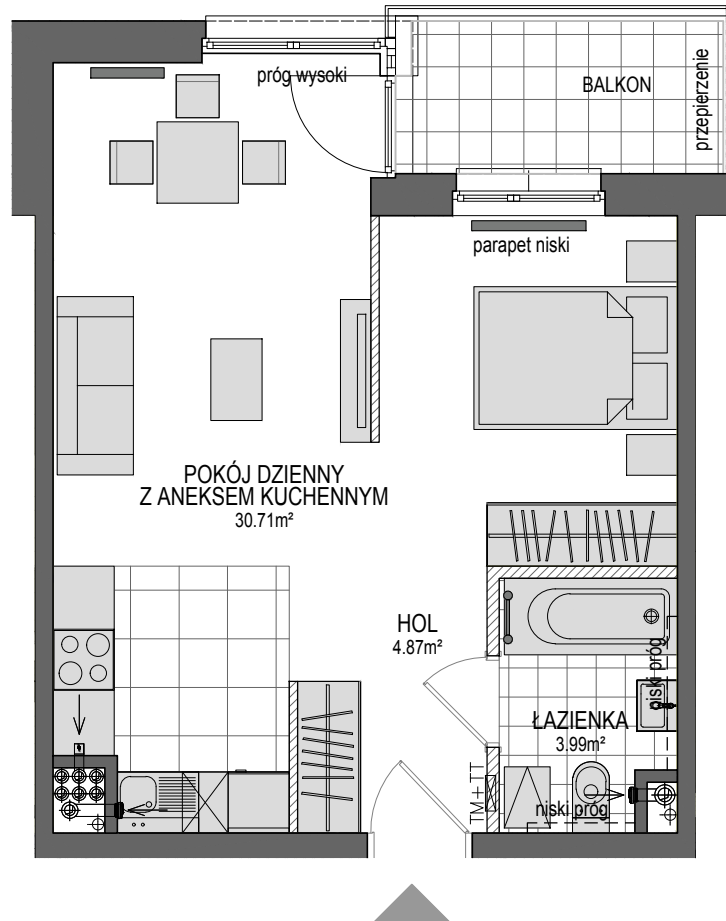 próg wysoki
BALKON
przepierzenie
parapet niski
POKÓJ DZIENNY
Z ANEKSEM KUCHENNYM
30.71m²
HOL
4.87m²
niski próg
ŁAZIENKA
3.99m²
TM+TT
niski próg